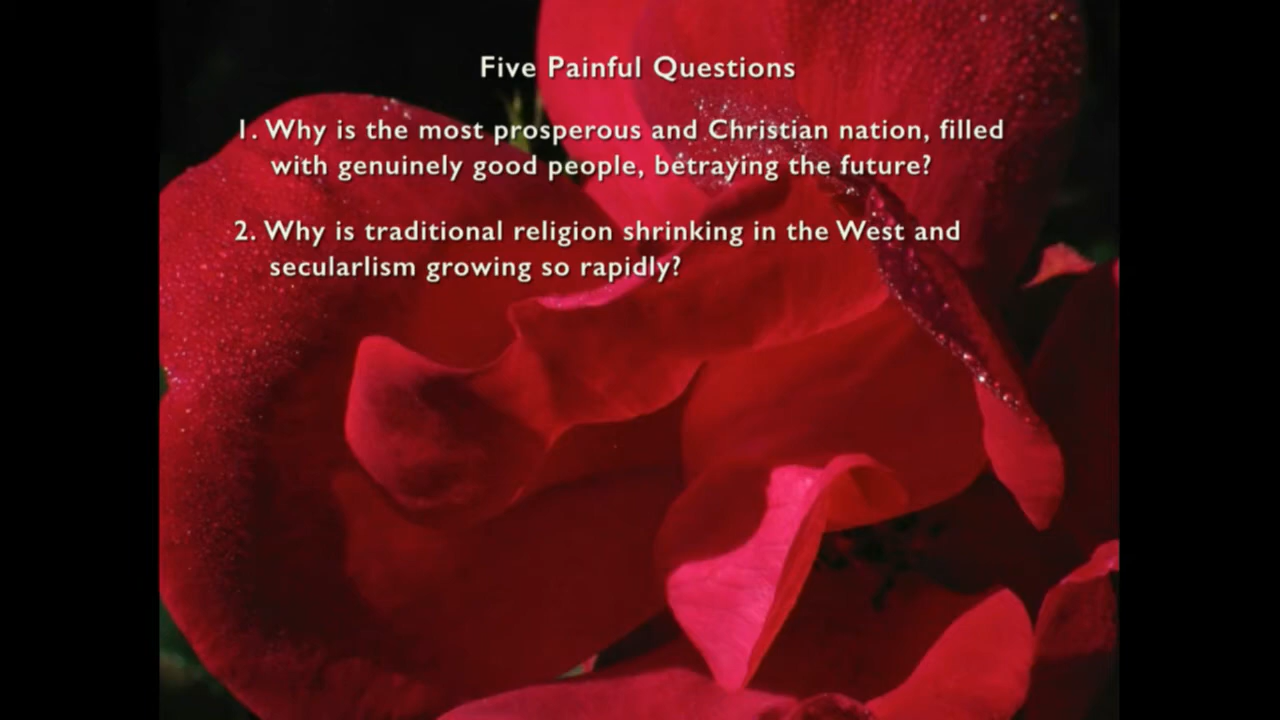 Five Painful Questions
1. Why is the most prosperous and Christian nation, filled
with genuinely good people, betraying the future?
2. Why is traditional religion shrinking in the West and
secularlism growing so rapidly?